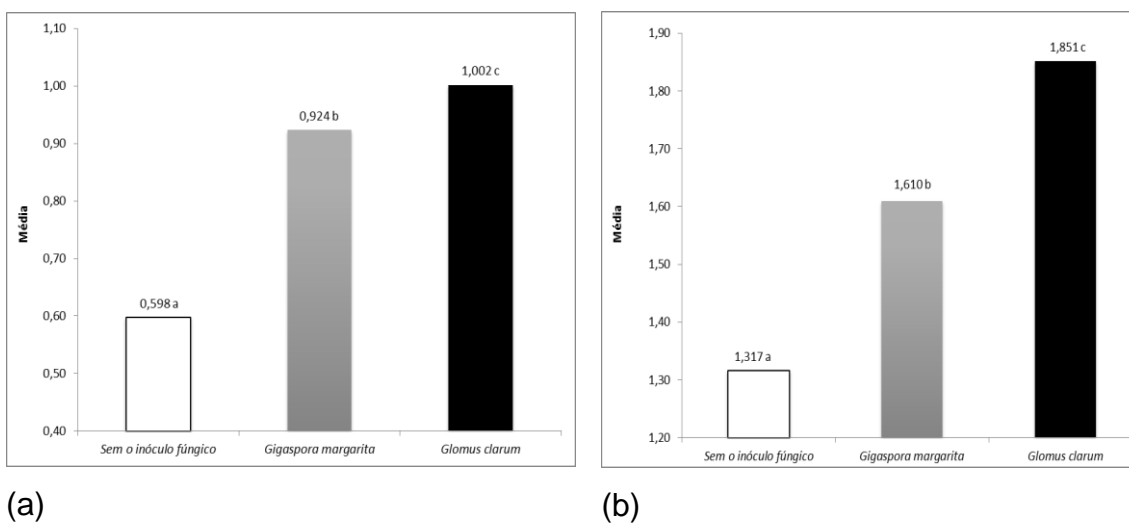 1,10
1,00
0,90
0,80
0,70
0,60
0,50
0,40
Média
0,598 a
0,924 b
1,002 c
Sem o inóculo fúngico
Gigaspora margarita
Glomus clarum
(a)
1,90
1,80
1,70
1,60
1,50
1,40
1,30
1,20
Média
1,317 a
1,610 b
1,851 c
Sem o inóculo fúngico
Gigaspora margarita
Glomus clarum
(b)